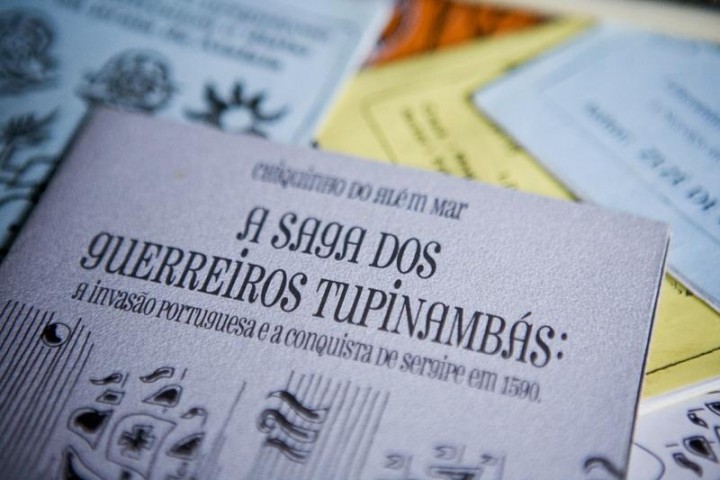 Chiquinho do Além Mar
A SAGA DOS
GUERREIROS TUPINAMBÁS:
A invasão portuguesa e a conquista de Sergipe em 1590.